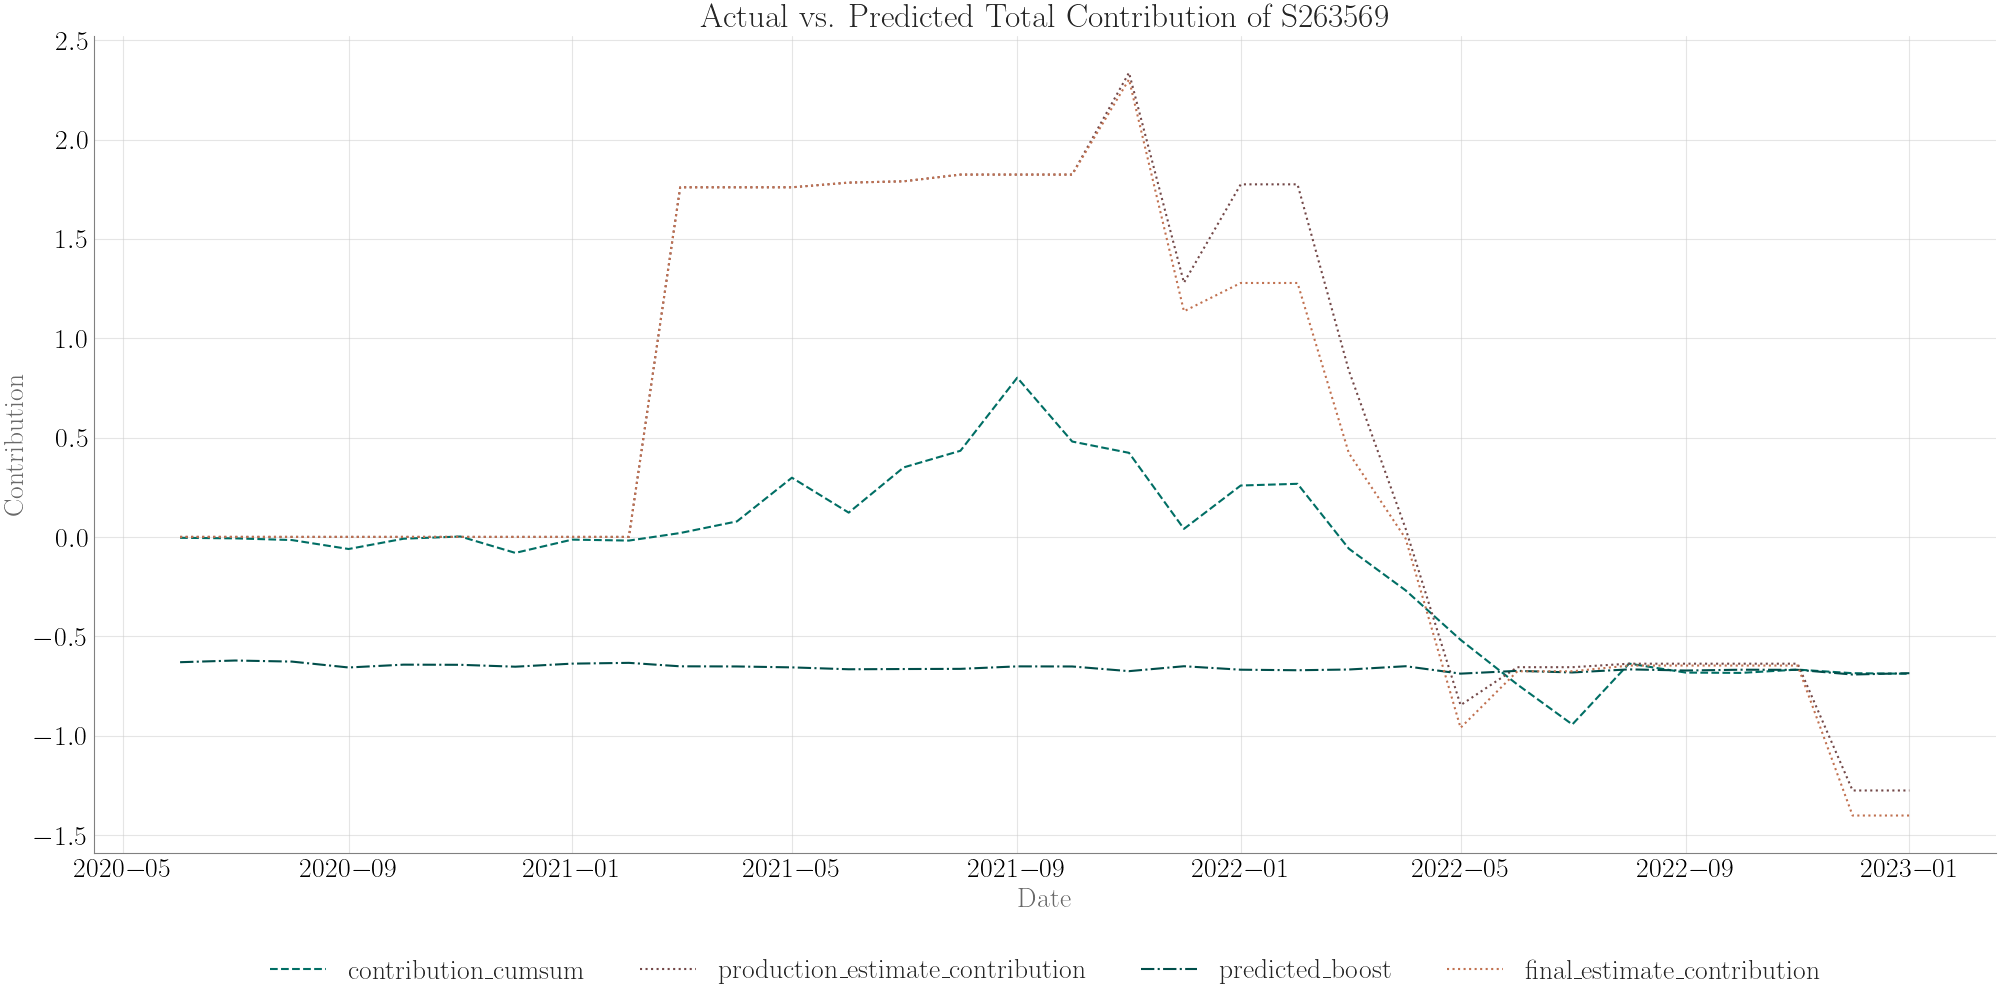 Actual vs. Predicted Total Contribution of S263569
2.5
2.0
1.5
1.0
0.5
0.0
−0.5
−1.0
−1.5
Contribution
2020−05 2020−09 2021−01 2021−05 2021−09 2022−01 2022−05 2022−09 2023−01
Date
contribution_cumsum production_estimate_contribution predicted_boost final_estimate_contribution